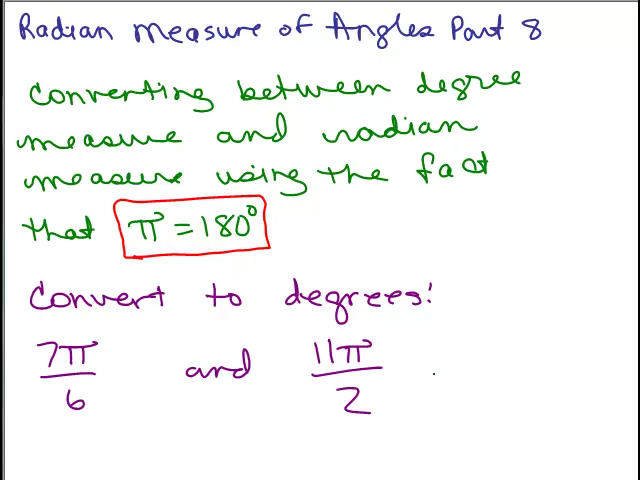 Radian Measure of Angles Part 8
Converting between degree
measure and radian
measure using the fact
that π = 180°
Convert to degrees:
7π/6 and 11π/2